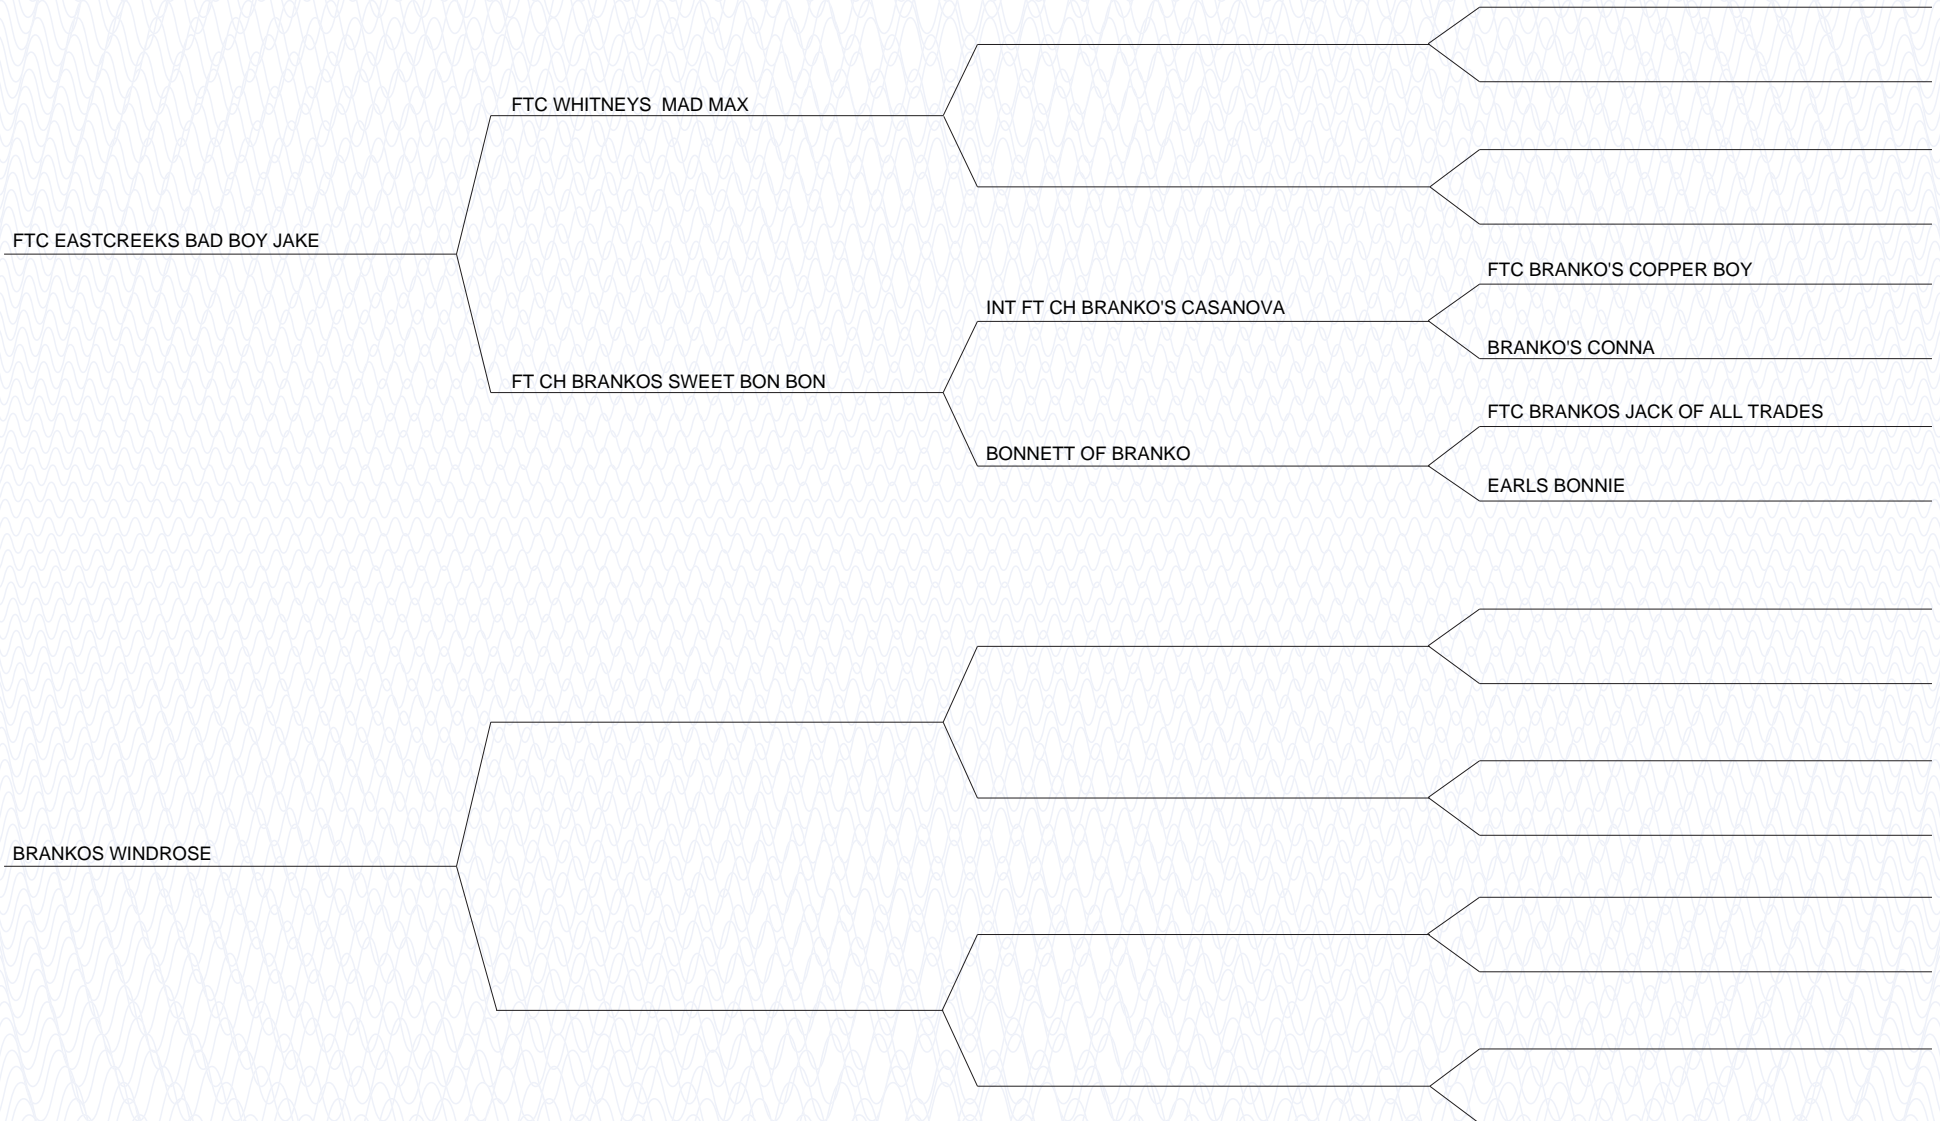 FTC WHITNEYS  MAD MAX
FTC EASTCREEKS BAD BOY JAKE
FTC BRANKO'S COPPER BOY
INT FT CH BRANKO'S CASANOVA
BRANKO'S CONNA
FT CH BRANKOS SWEET BON BON
FTC BRANKOS JACK OF ALL TRADES
BONNETT OF BRANKO
EARLS BONNIE
BRANKOS WINDROSE